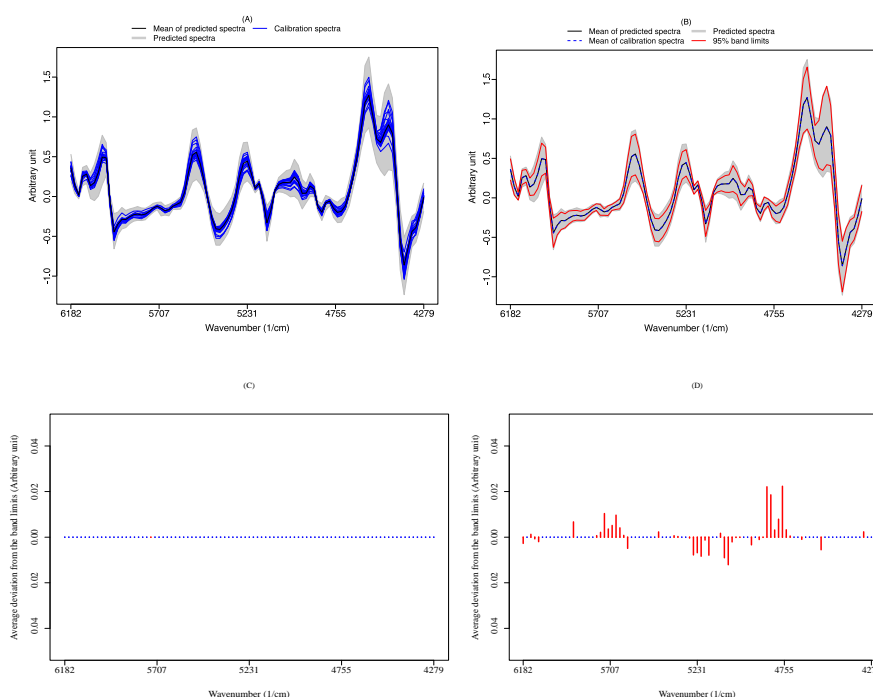 (A)
Mean of predicted spectra
Calibration spectra
Predicted spectra
Arbitrary unit
1.5
1.0
0.5
0.0
-0.5
-1.0
6182 5707 5231 4755 4279
Wavenumber (1/cm)
(B)
Mean of predicted spectra
Predicted spectra
Mean of calibration spectra
95% band limits
Arbitrary unit
1.5
1.0
0.5
0.0
-0.5
-1.0
6182 5707 5231 4755 4279
Wavenumber (1/cm)
(C)
Average deviation from the band limits (Arbitrary unit)
0.04
0.02
0.00
0.02
0.04
6182 5707 5231 4755 4279
Wavenumber (1/cm)
(D)
Average deviation from the band limits (Arbitrary unit)
0.04
0.02
0.00
0.02
0.04
6182 5707 5231 4755 427
Wavenumber (1/cm)